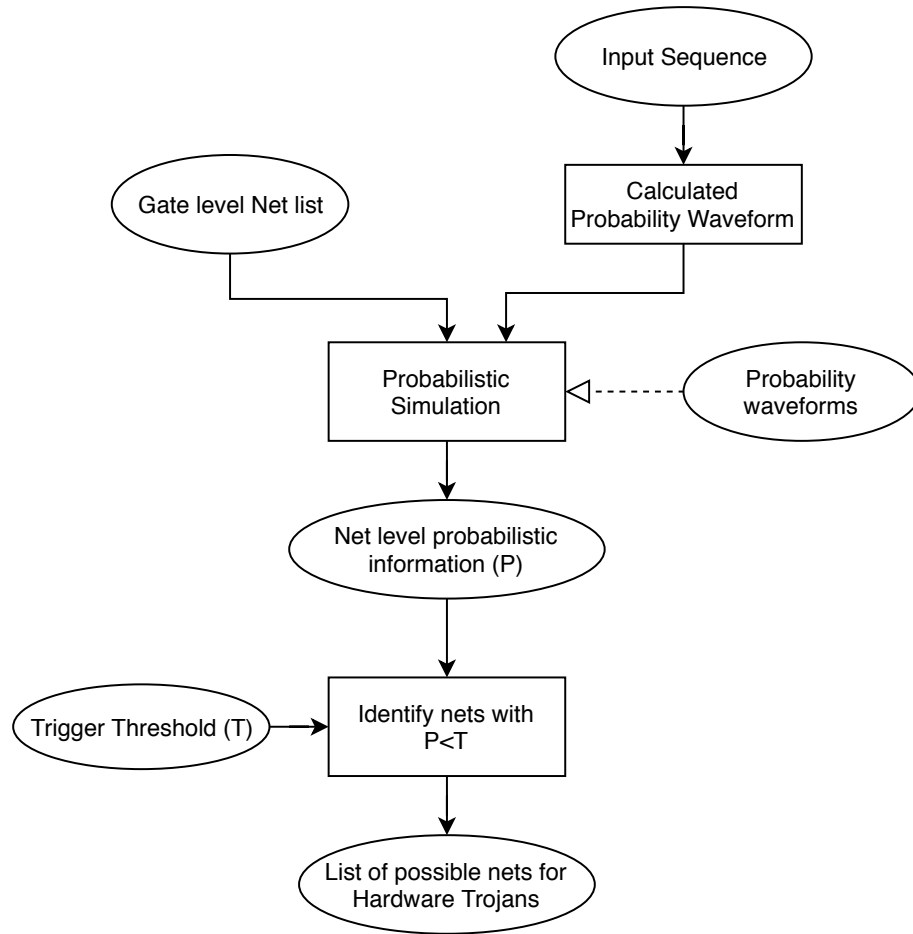 Input Sequence
Gate level Net list
Calculated
Probability Waveform
Probabilistic
Simulation
Probability
waveforms
Net level probabilistic
information (P)
Trigger Threshold (T)
Identify nets with
P<T
List of possible nets for
Hardware Trojans